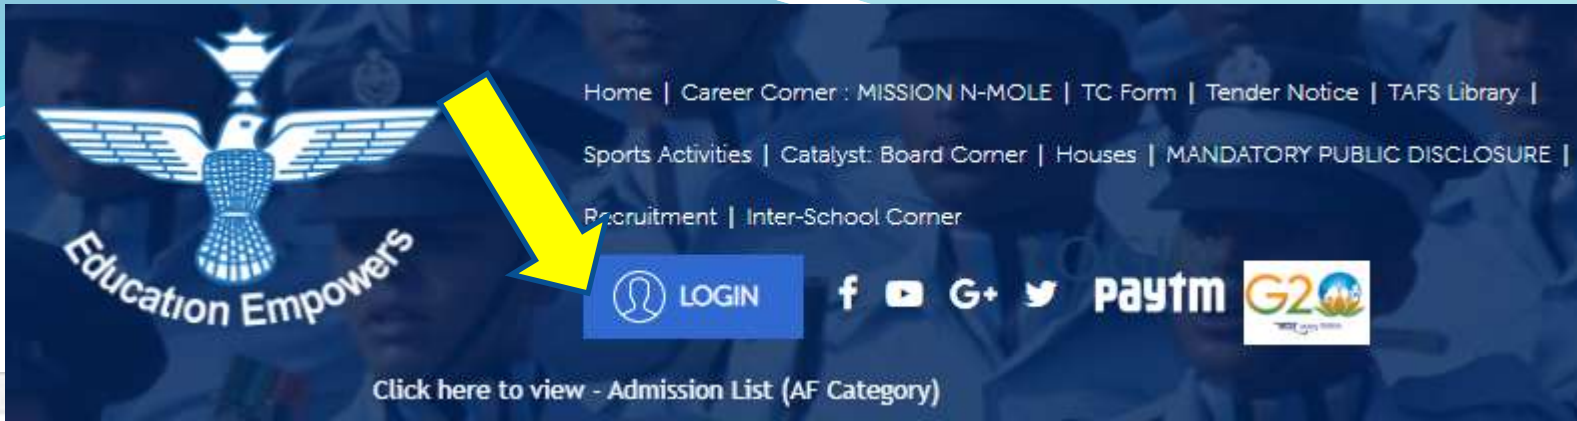 Home | Career Corner : MISSION N-MOLE | TC Form | Tender Notice | TAFS Library |
Sports Activities | Catalyst: Board Corner | Houses | MANDATORY PUBLIC DISCLOSURE |
Recruitment | Inter-School Corner
Education Empowers
LOGIN
f G+ paytm G20
Click here to view - Admission List (AF Category)